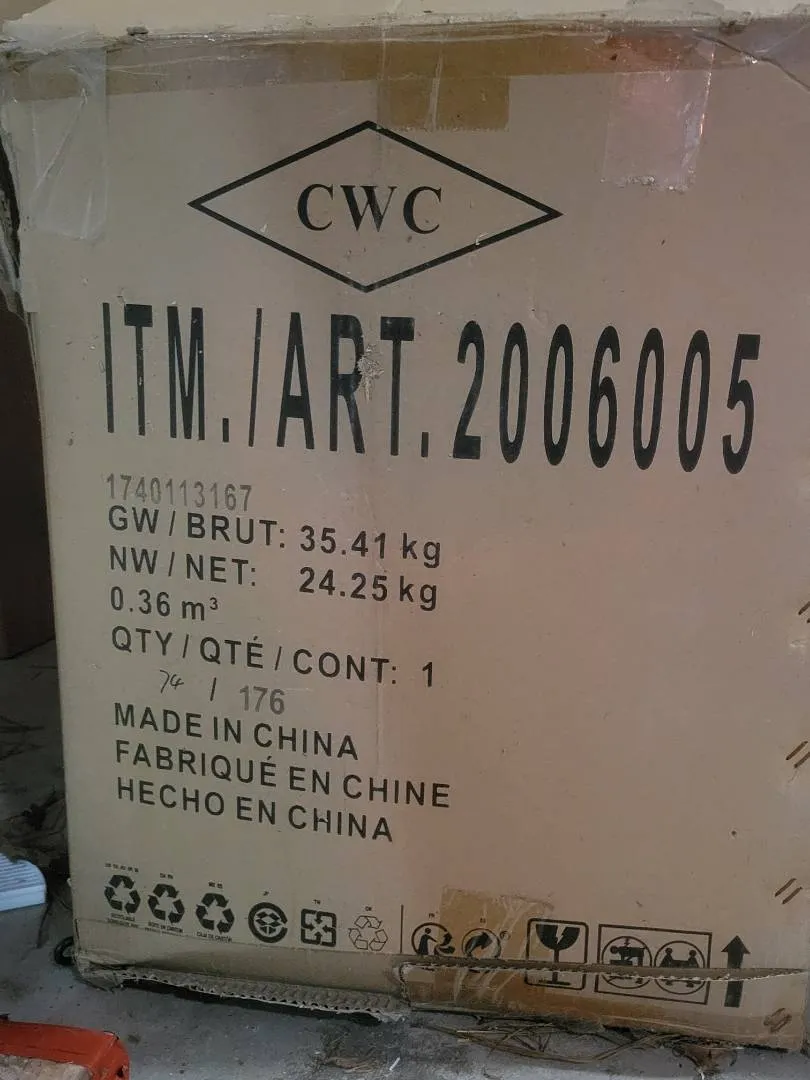 CWC
ITM./ART.2006005
1740113167
GW / BRUT: 35.41 kg
NW / NET: 24.25 kg
0.36 m³
QTY / QTÉ / CONT: 1
74 / 176
MADE IN CHINA
FABRIQUÉ EN CHINE
HECHO EN CHINA